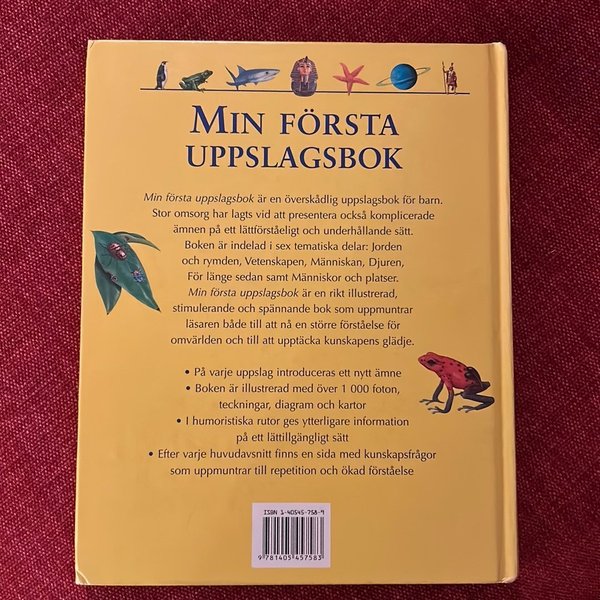 MIN FÖRSTA
UPPSLAGSBOK
Min första uppslagsbok är en överskådlig uppslagsbok för barn.
Stor omsorg har lagts vid att presentera också komplicerade
ämnen på ett lättförståeligt och underhållande sätt.
Boken är indelad i sex tematiska delar: Jorden
och rymden, Vetenskapen, Människan, Djuren,
För länge sedan samt Människor och platser.
Min första uppslagsbok är en rikt illustrerad,
stimulerande och spännande bok som uppmuntrar
läsaren både till att nå en större förståelse för
omvärlden och till att upptäcka kunskapens glädje.
• På varje uppslag introduceras ett nytt ämne
• Boken är illustrerad med över 1 000 foton,
teckningar, diagram och kartor
• I humoristiska rutor ges ytterligare information
på ett lättillgängligt sätt
• Efter varje huvudavsnitt finns en sida med kunskapsfrågor
som uppmuntrar till repetition och ökad förståelse
ISBN 1-40545-758-9
9 781405 457583